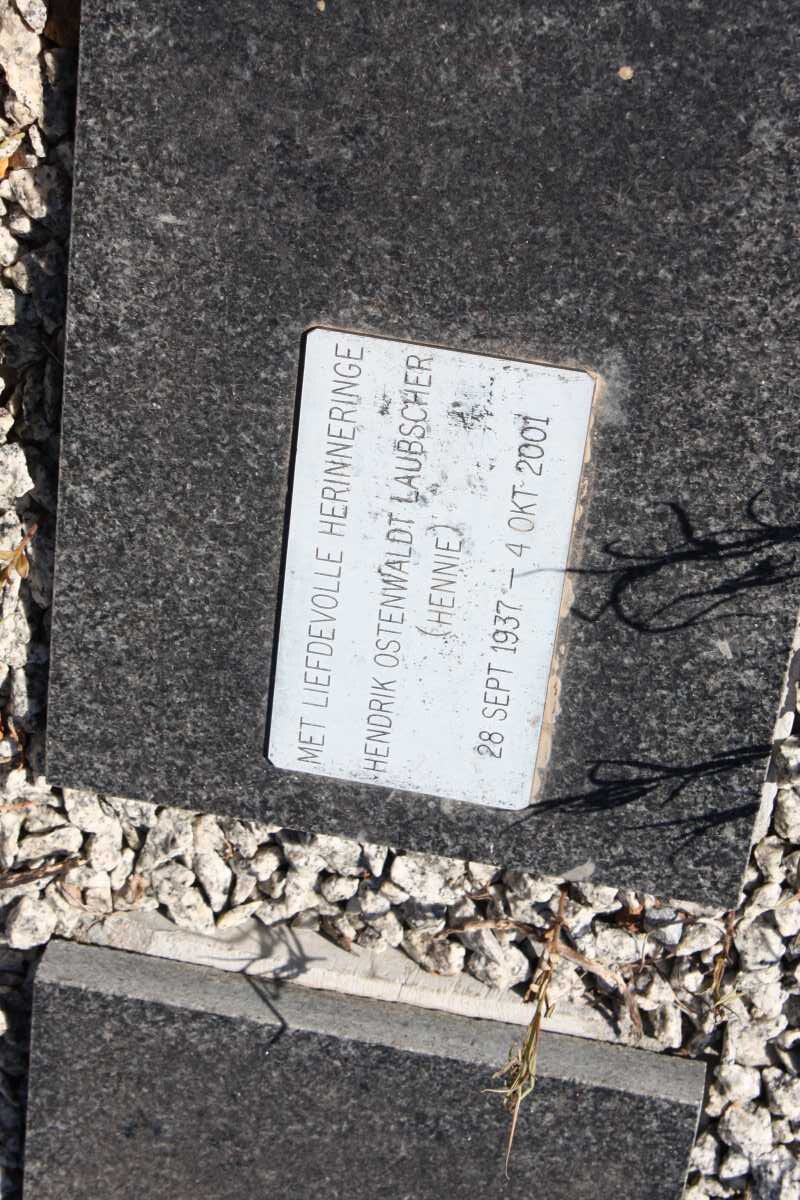 MET LIEFDEVOLLE HERINNERINGE
HENDRIK OSTENWALDT LAUBSCHER
(HENNIE)
28 SEPT 1937 – 4 OKT 2001